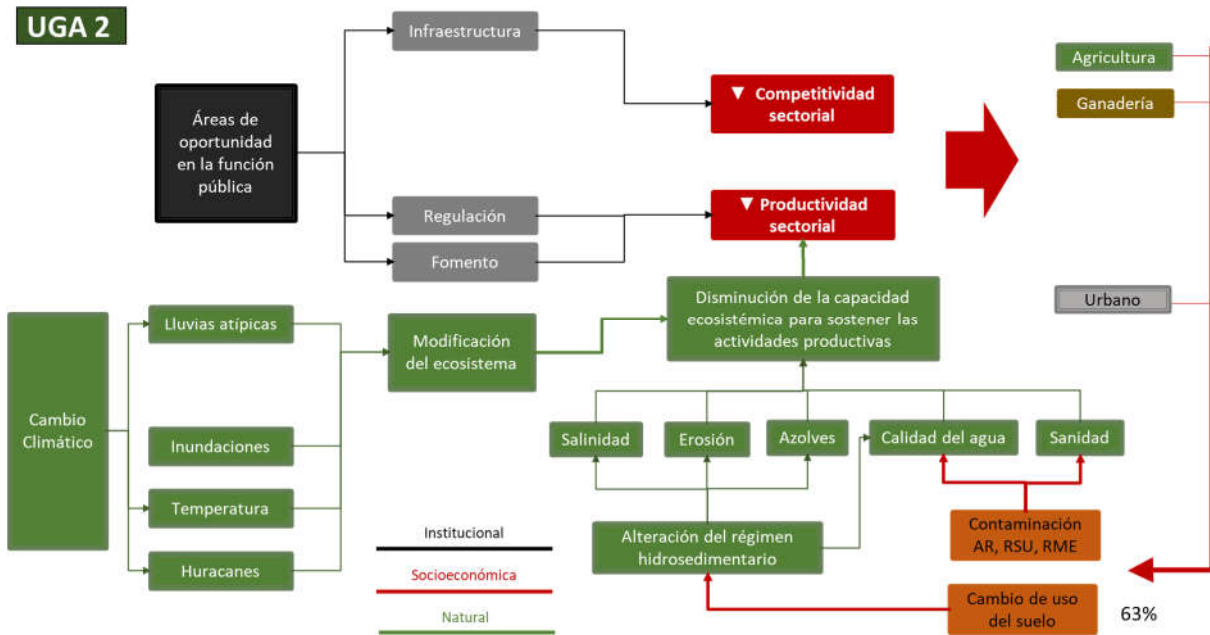 UGA 2
Infraestructura
Áreas de
oportunidad
en la función
pública
▼ Competitividad
sectorial
Agricultura
Ganadería
Regulación
Fomento
▼ Productividad
sectorial
Urbano
Cambio
Climático
Lluvias atípicas
Inundaciones
Temperatura
Huracanes
Modificación
del ecosistema
Disminución de la capacidad
ecosistémica para sostener las
actividades productivas
Salinidad
Erosión
Azolves
Calidad del agua
Sanidad
Alteración del régimen
hidrosedimentario
Contaminación
AR, RSU, RME
Cambio de uso
del suelo
63%
Institucional
Socioeconómica
Natural